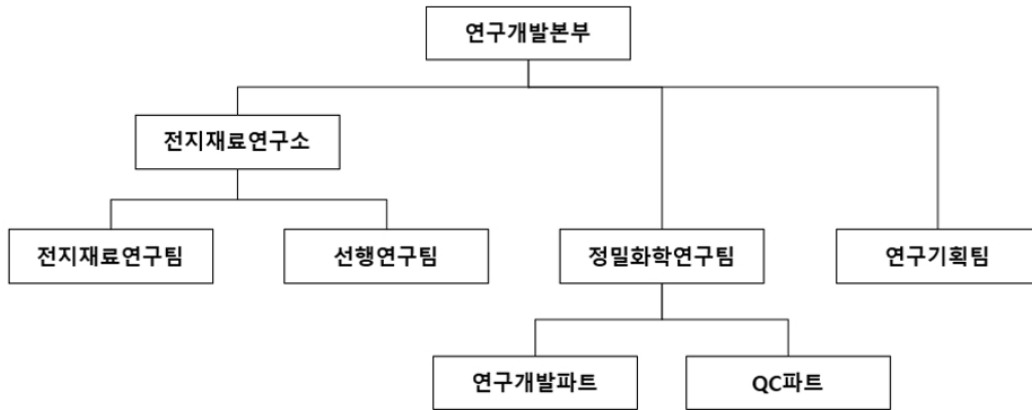 연구개발본부
전지재료연구소
전지재료연구팀
선행연구팀
정밀화학연구팀
연구기획팀
연구개발파트
QC파트